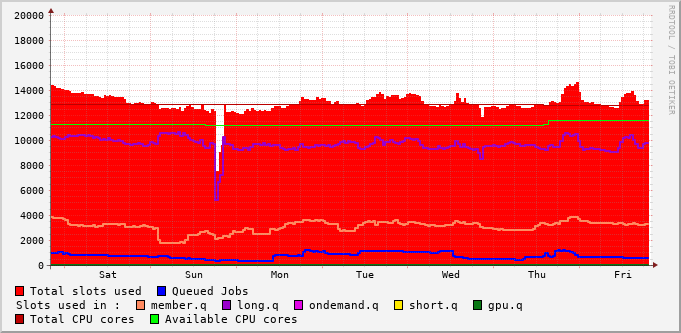 20000
18000
16000
14000
12000
10000
8000
6000
4000
2000
0
Sat Sun Mon Tue Wed Thu Fri
RRDTOOL / TOBI OETIKER
Total slots used Queued Jobs
Slots used in : member.q long.q ondemand.q short.q gpu.q
Total CPU cores Available CPU cores